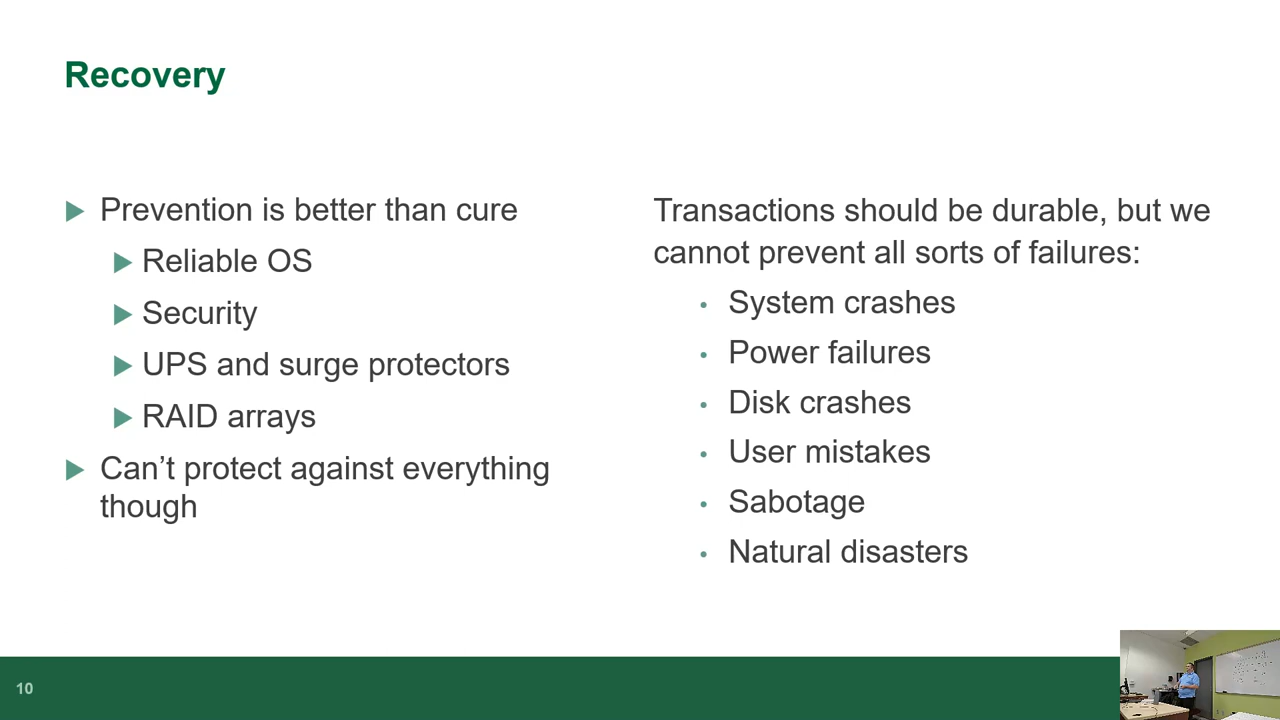 Recovery
Prevention is better than cure
Reliable OS
Security
UPS and surge protectors
RAID arrays
Can’t protect against everything
though
Transactions should be durable, but we
cannot prevent all sorts of failures:
System crashes
Power failures
Disk crashes
User mistakes
Sabotage
Natural disasters
10